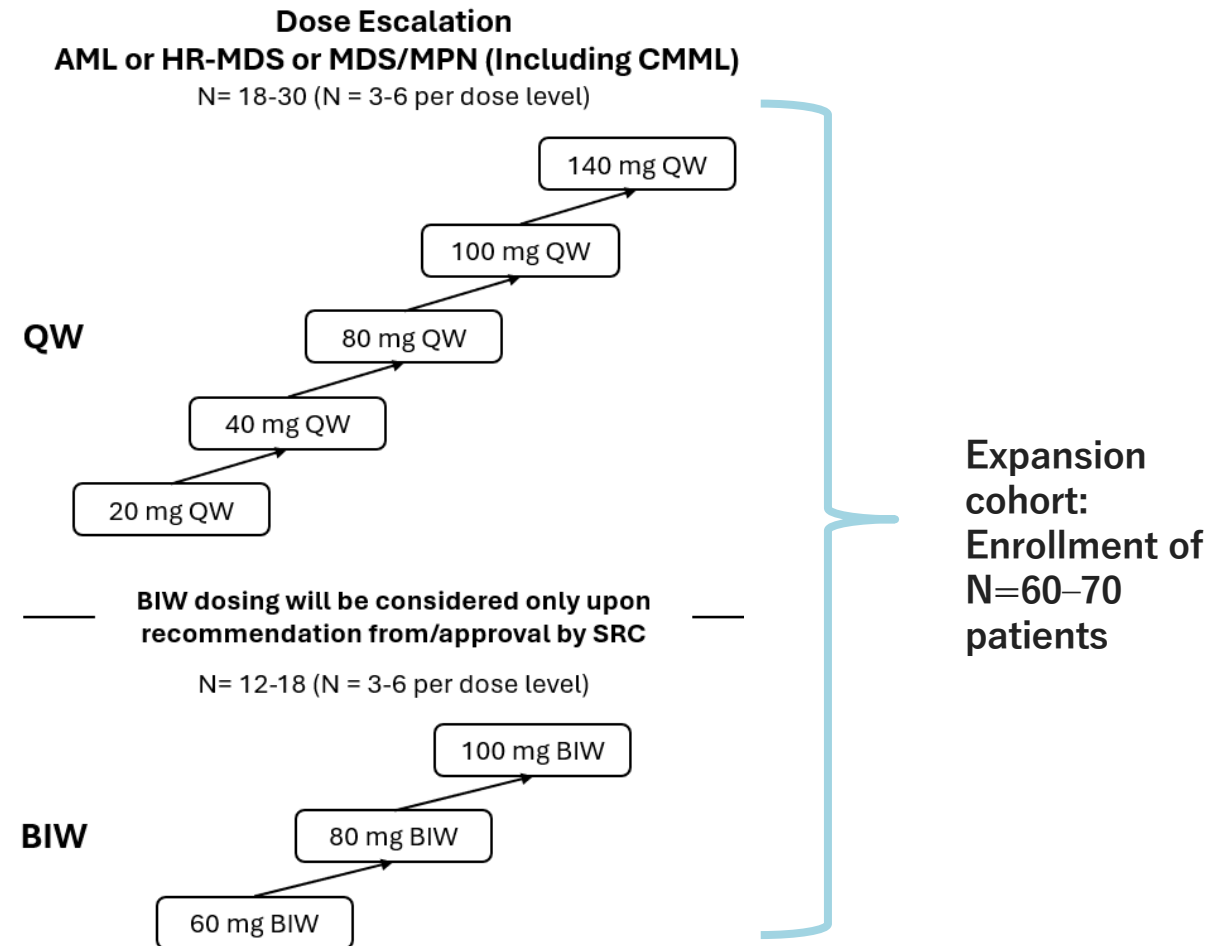 Dose Escalation
AML or HR-MDS or MDS/MPN (Including CMML)
N= 18-30 (N = 3-6 per dose level)
140 mg QW
100 mg QW
80 mg QW
QW
40 mg QW
20 mg QW
BIW dosing will be considered only upon
recommendation from/approval by SRC
N= 12-18 (N = 3-6 per dose level)
100 mg BIW
80 mg BIW
BIW
60 mg BIW
Expansion
cohort:
Enrollment of
N=60–70
patients